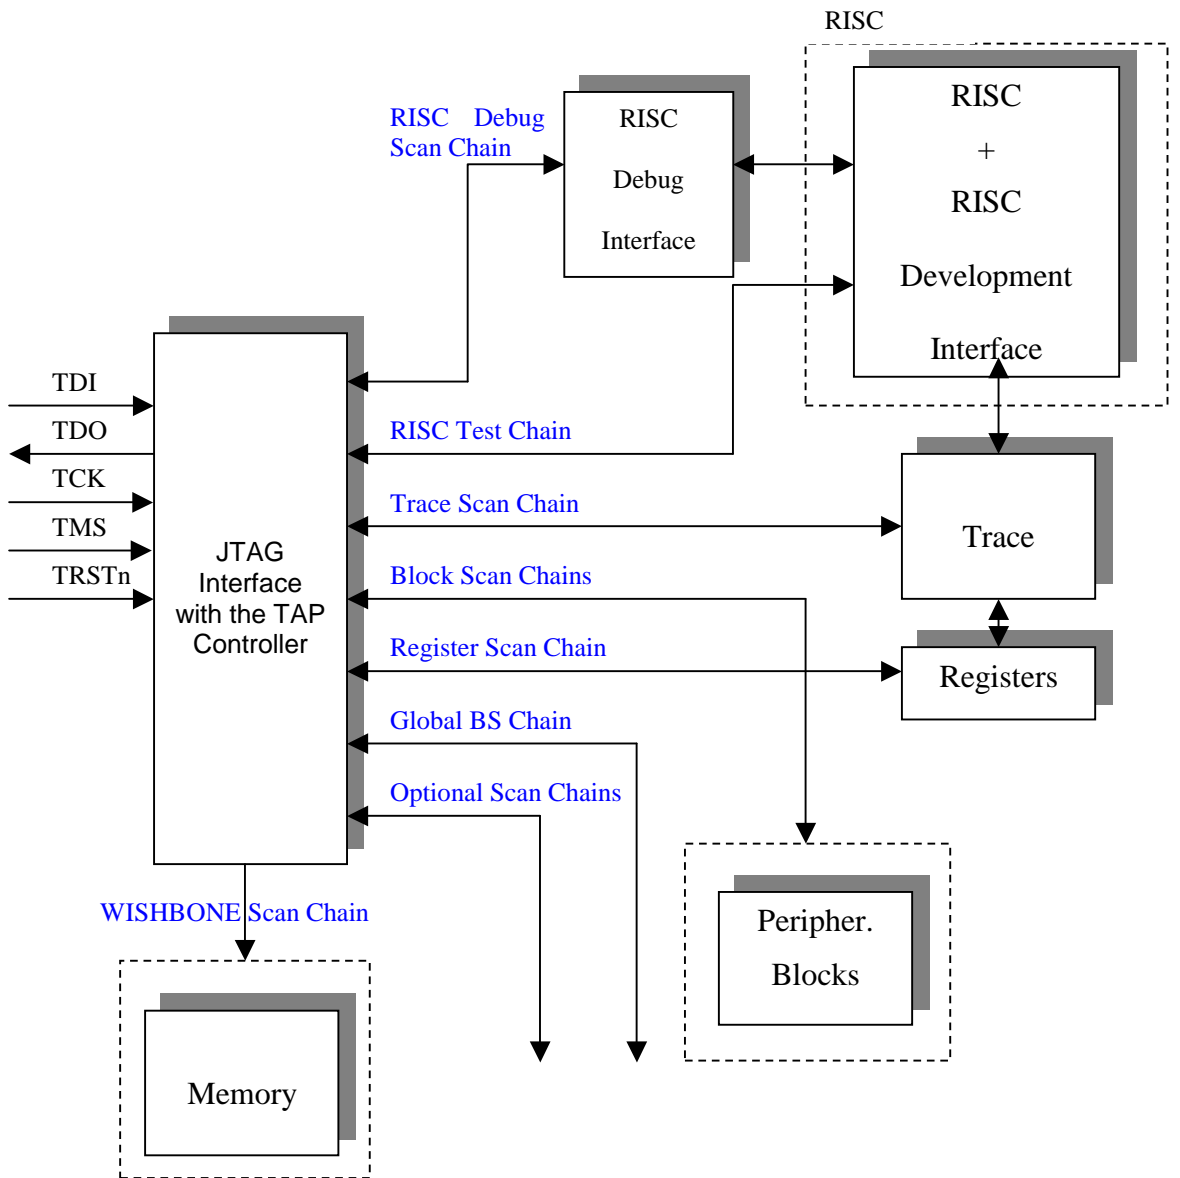 RISC
RISC
+
RISC
Development
Interface
RISC Debug
Scan Chain
RISC
Debug
Interface
TDI
TDO
TCK
TMS
TRSTn
JTAG
Interface
with the TAP
Controller
RISC Test Chain
Trace Scan Chain
Block Scan Chains
Register Scan Chain
Global BS Chain
Optional Scan Chains
Trace
Registers
WISHBONE Scan Chain
Peripher.
Blocks
Memory